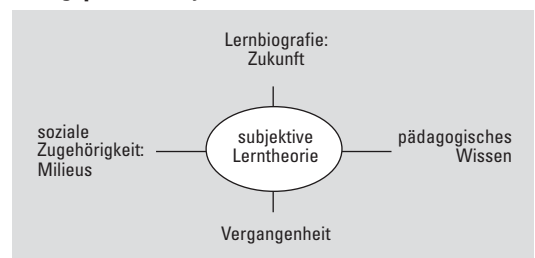 Lernbiografie:
Zukunft
soziale
Zugehörigkeit:
Milieus
subjektive
Lerntheorie
pädagogisches
Wissen
Vergangenheit